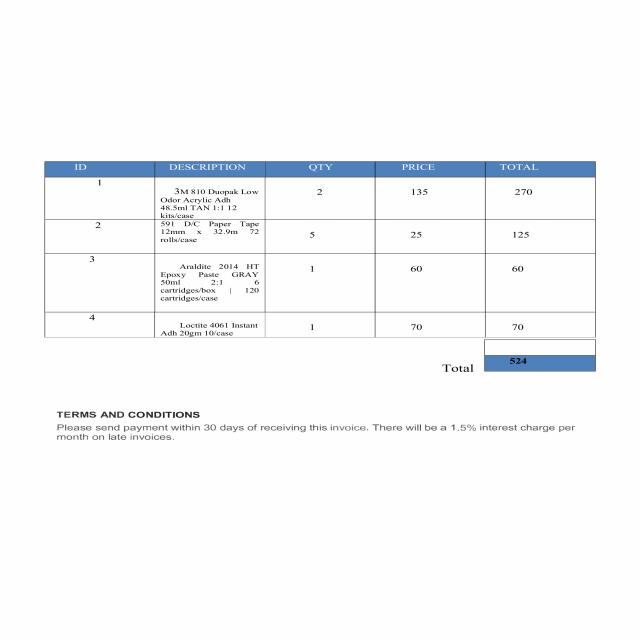 ID DESCRIPTION QTY PRICE TOTAL
1
3M 810 Duopak Low
Odor Acrylic Adh
48.5ml TAN 1:1 12
kits/case
2 135 270
2
591 D/C Paper Tape
12mm x 32.9m 72
rolls/case
5 25 125
3
Araldite 2014 HT
Epoxy Paste GRAY
50ml 2:1 6
cartridges/box | 120
cartridges/case
1 60 60
4
Loctite 4061 Instant
Adh 20gm 10/case
1 70 70
Total 524
TERMS AND CONDITIONS
Please send payment within 30 days of receiving this invoice. There will be a 1.5% interest charge per
month on late invoices.